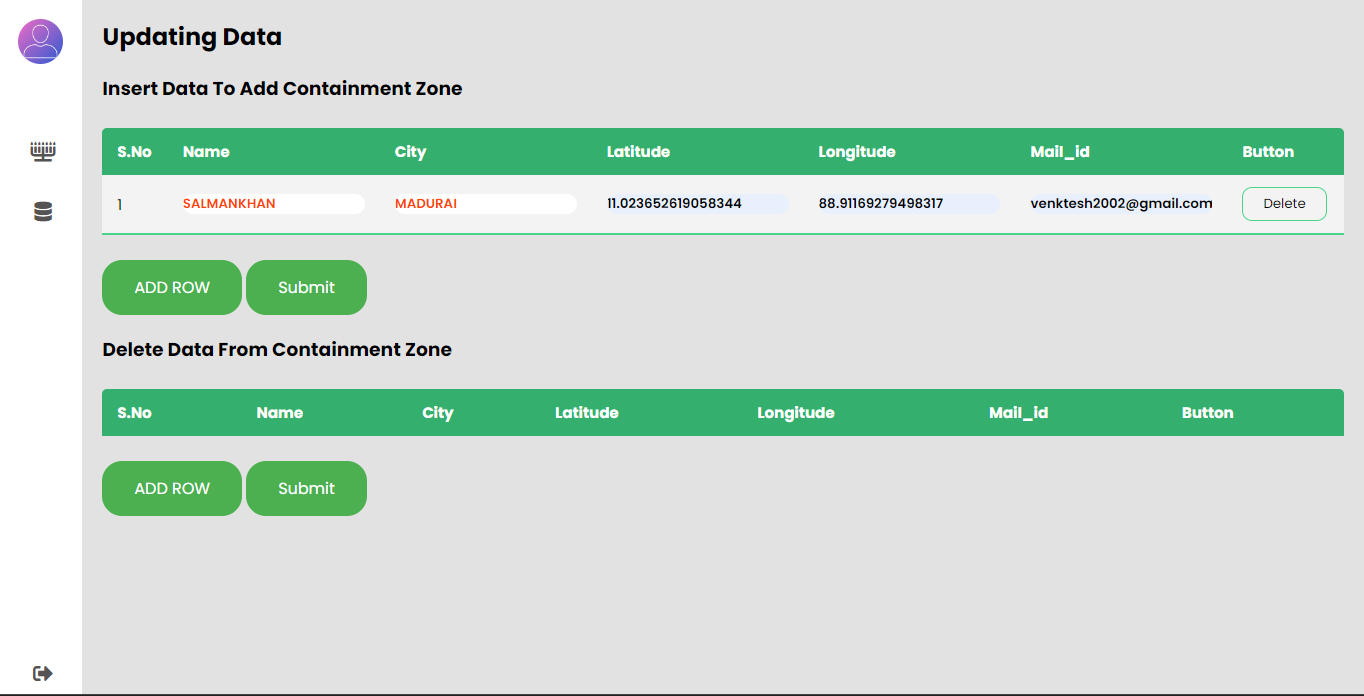 Updating Data
Insert Data To Add Containment Zone
S.No Name City Latitude Longitude Mail_id Button
1 SALMANKHAN MADURAI 11.023652619058344 88.91169279498317 venktesh2002@gmail.com Delete
ADD ROW Submit
Delete Data From Containment Zone
S.No Name City Latitude Longitude Mail_id Button
ADD ROW Submit